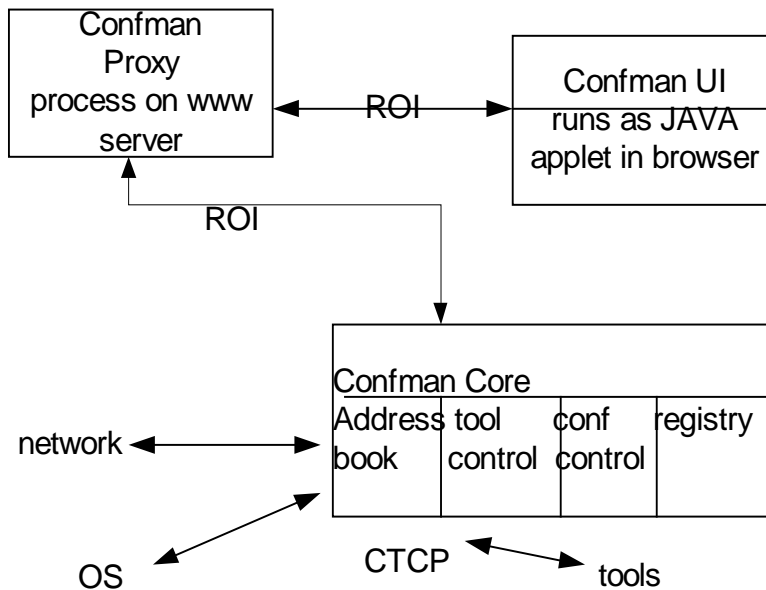 Confman
Proxy
process on www
server
ROI
Confman UI
runs as JAVA
applet in browser
ROI
Confman Core
Address tool conf registry
book control control
network
OS
CTCP
tools